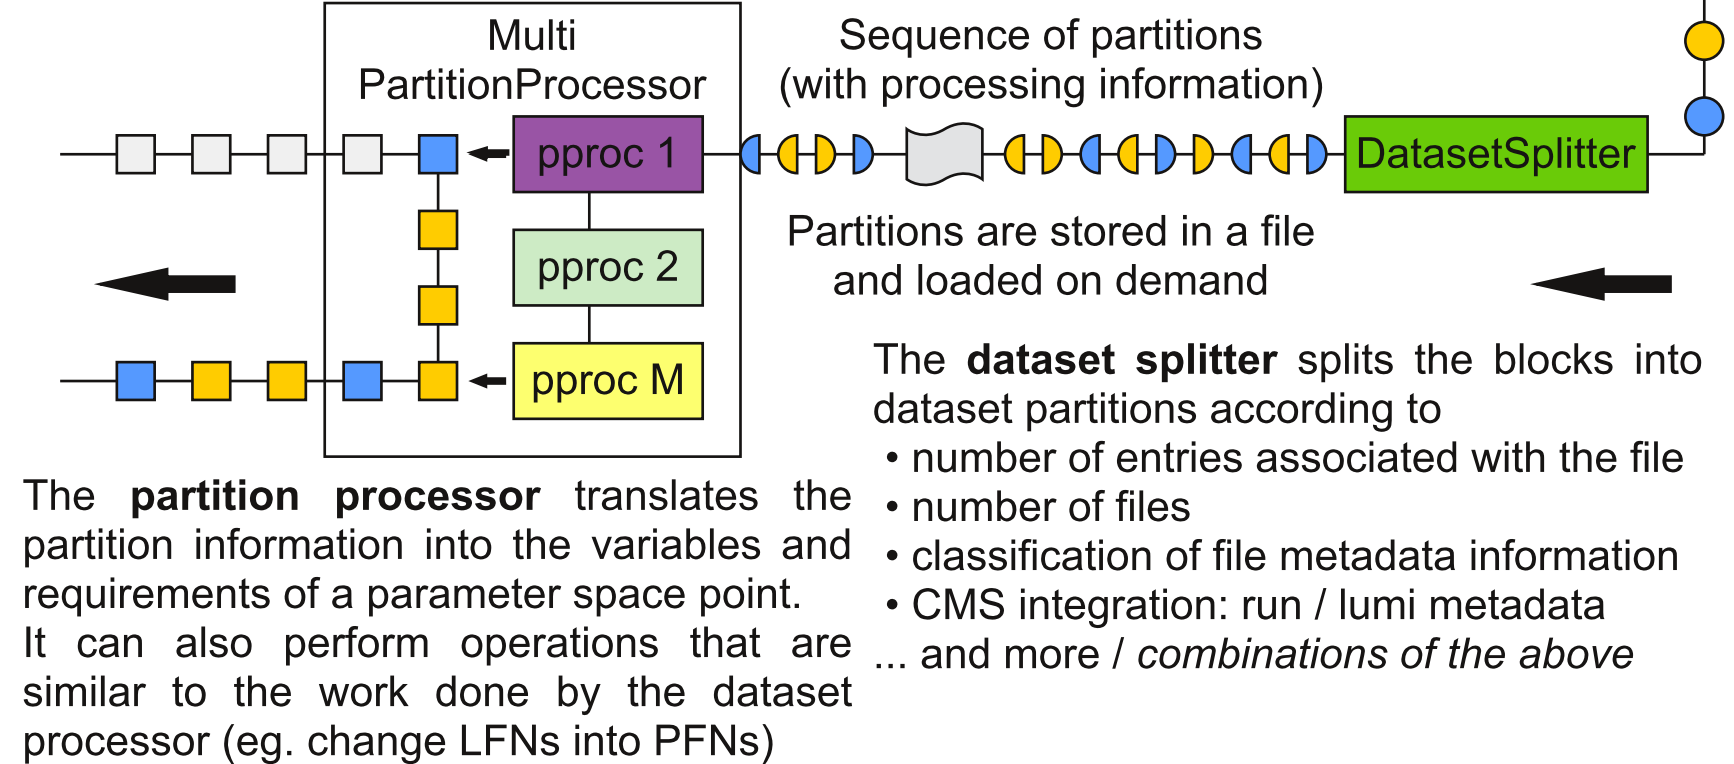 Multi
PartitionProcessor
pproc 1
pproc 2
pproc M
Sequence of partitions
(with processing information)
DatasetSplitter
Partitions are stored in a file
and loaded on demand
The partition processor translates the
partition information into the variables and
requirements of a parameter space point.
It can also perform operations that are
similar to the work done by the dataset
processor (eg. change LFNs into PFNs)
The dataset splitter splits the blocks into
dataset partitions according to
• number of entries associated with the file
• number of files
• classification of file metadata information
• CMS integration: run / lumi metadata
... and more / combinations of the above